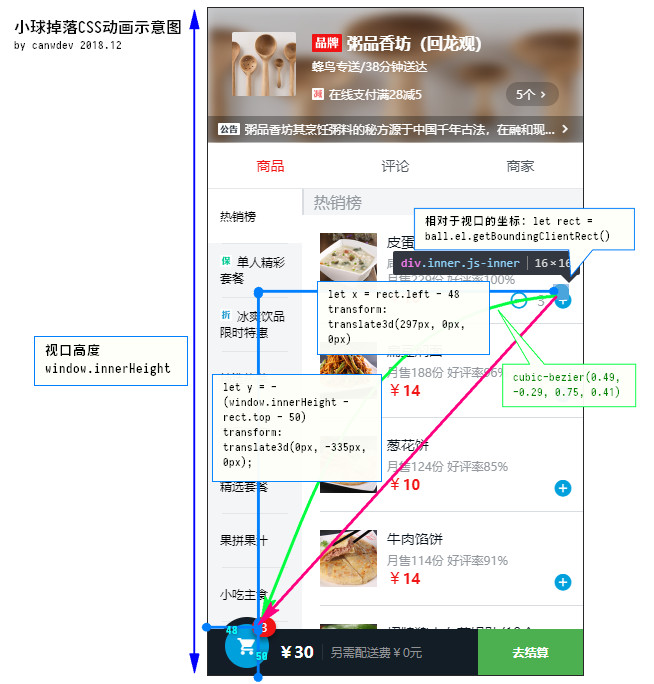 小球掉落CSS动画示意图
by canwdev 2018.12
品牌 粥品香坊（回龙观）
蜂鸟专送/38分钟送达
减 在线支付满28减5
5个 >
公告 粥品香坊其烹饪粥料的秘方源于中国千年古法，在融和现... >
商品 评论 商家
热销榜
热销榜
相对于视口的坐标：let rect =
ball.el.getBoundingClientRect()
皮蛋
div.inner.js-inner | 16×16
月售229份 好评率100%
保 单人精彩
套餐
let x = rect.left - 48
transform:
translate3d(297px, 0px,
0px)
折 冰爽饮品
限时特惠
视口高度
window.innerHeight
月售188份 好评率96%
￥14
cubic-bezier(0.49,
-0.29, 0.75, 0.41)
let y = -
(window.innerHeight -
rect.top - 50)
transform:
translate3d(0px, -335px,
0px);
葱花饼
月售124份 好评率85%
￥10
精选套餐
果拼果汁
牛肉馅饼
月售114份 好评率91%
￥14
小吃主食
48
3
50
￥30
另需配送费￥0元
去结算